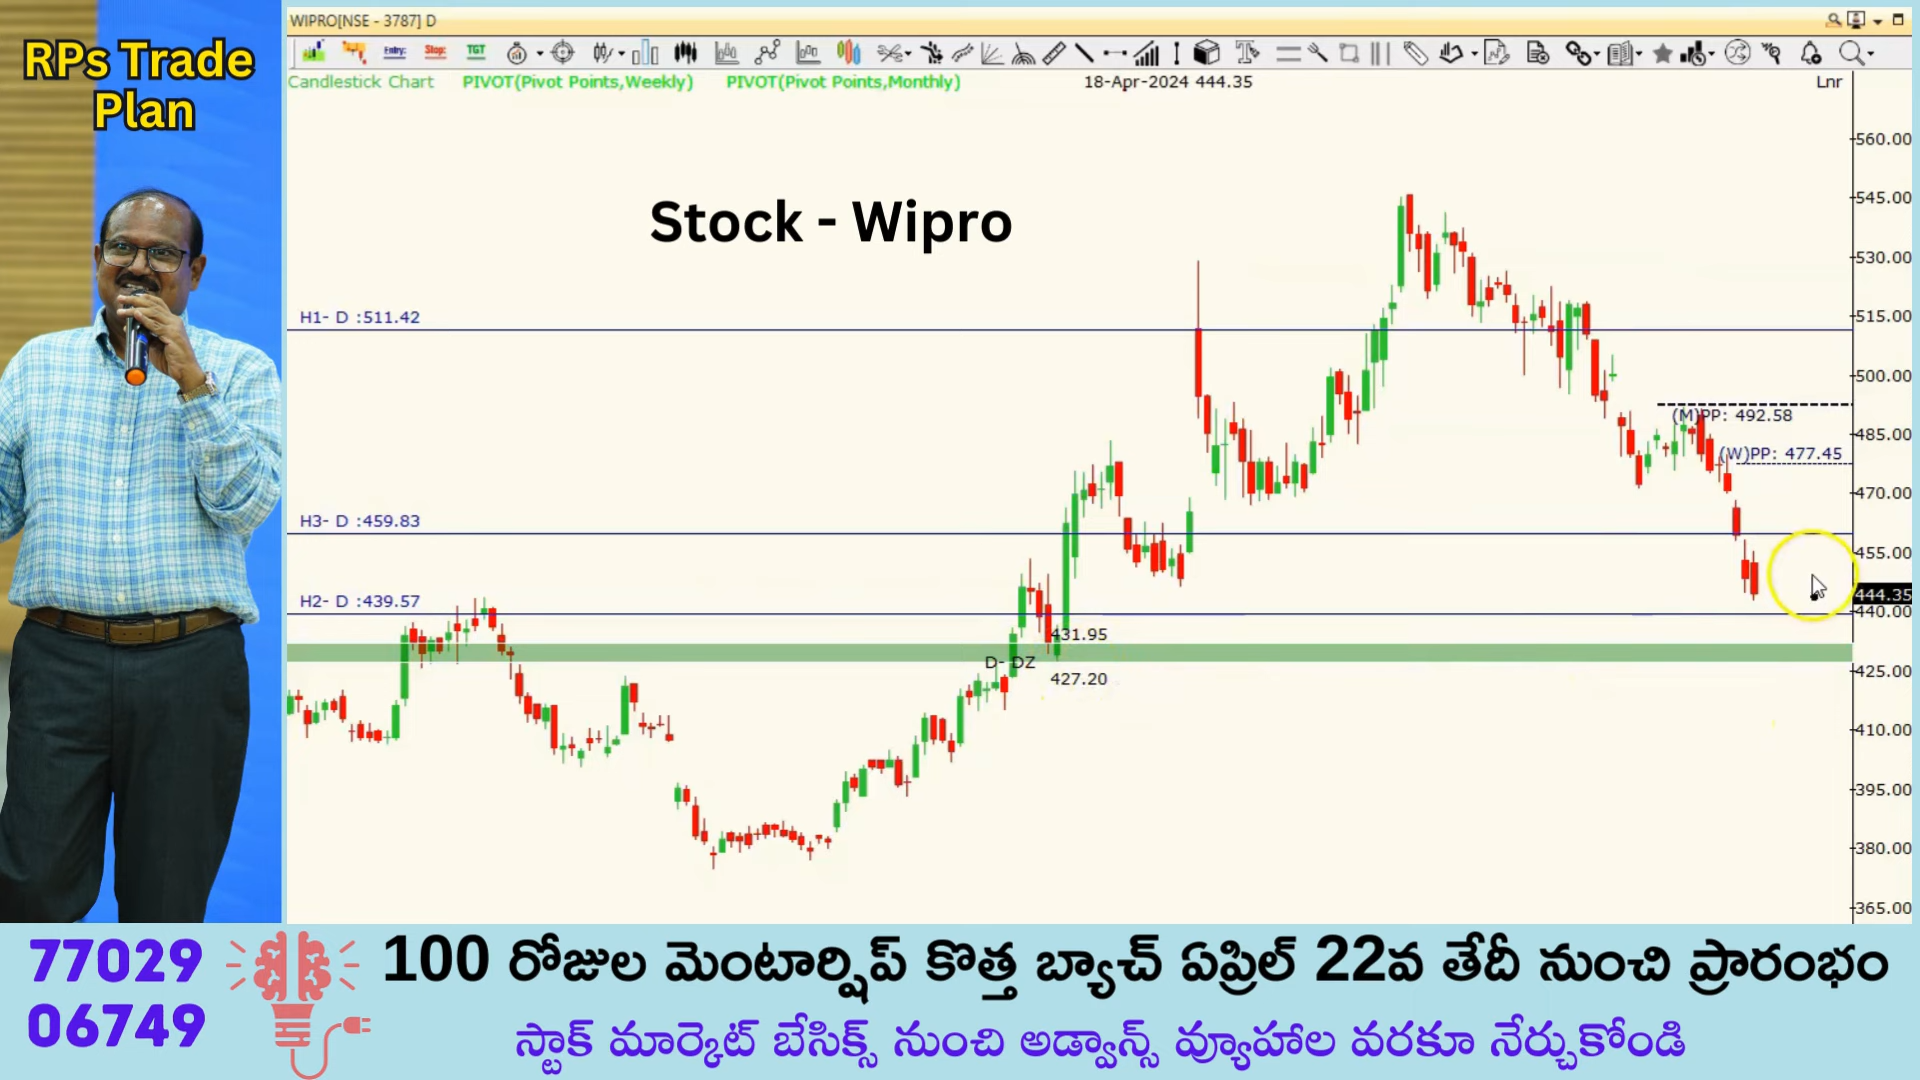 RPs Trade
Plan
WIPRO[NSE - 3787] D
Entry:
Stop:
TGT
Candlestick Chart
PIVOT(Pivot Points,Weekly)
PIVOT(Pivot Points,Monthly)
18-Apr-2024 444.35
Lnr
Stock - Wipro
560.00
545.00
530.00
515.00
500.00
485.00
470.00
455.00
444.35
440.00
425.00
410.00
395.00
380.00
365.00
H1- D :511.42
(M)PP: 492.58
(W)PP: 477.45
H3- D :459.83
H2- D :439.57
431.95
D- DZ
427.20
77029
06749
100 రోజుల మెంటార్షిప్ కొత్త బ్యాచ్ ఏప్రిల్ 22వ తేదీ నుంచి ప్రారంభం
స్టాక్ మార్కెట్ బేసిక్స్ నుంచి అడ్వాన్స్ వ్యూహాల వరకూ నేర్చుకోండి